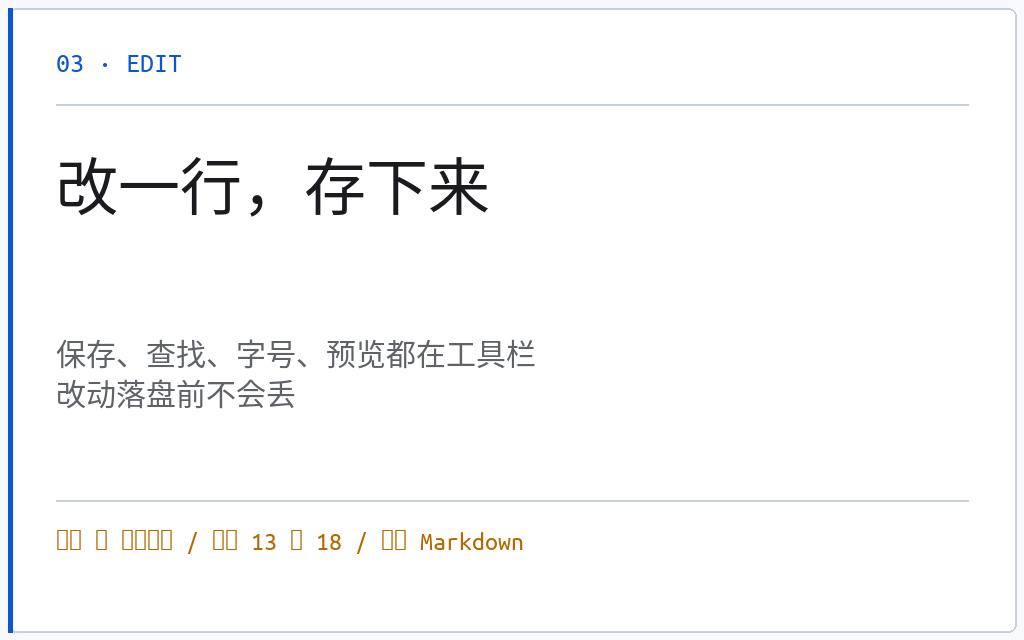 03 · EDIT
改一行，存下来
保存、查找、字号、预览都在工具栏
改动落盘前不会丢
/ 13 18 / Markdown